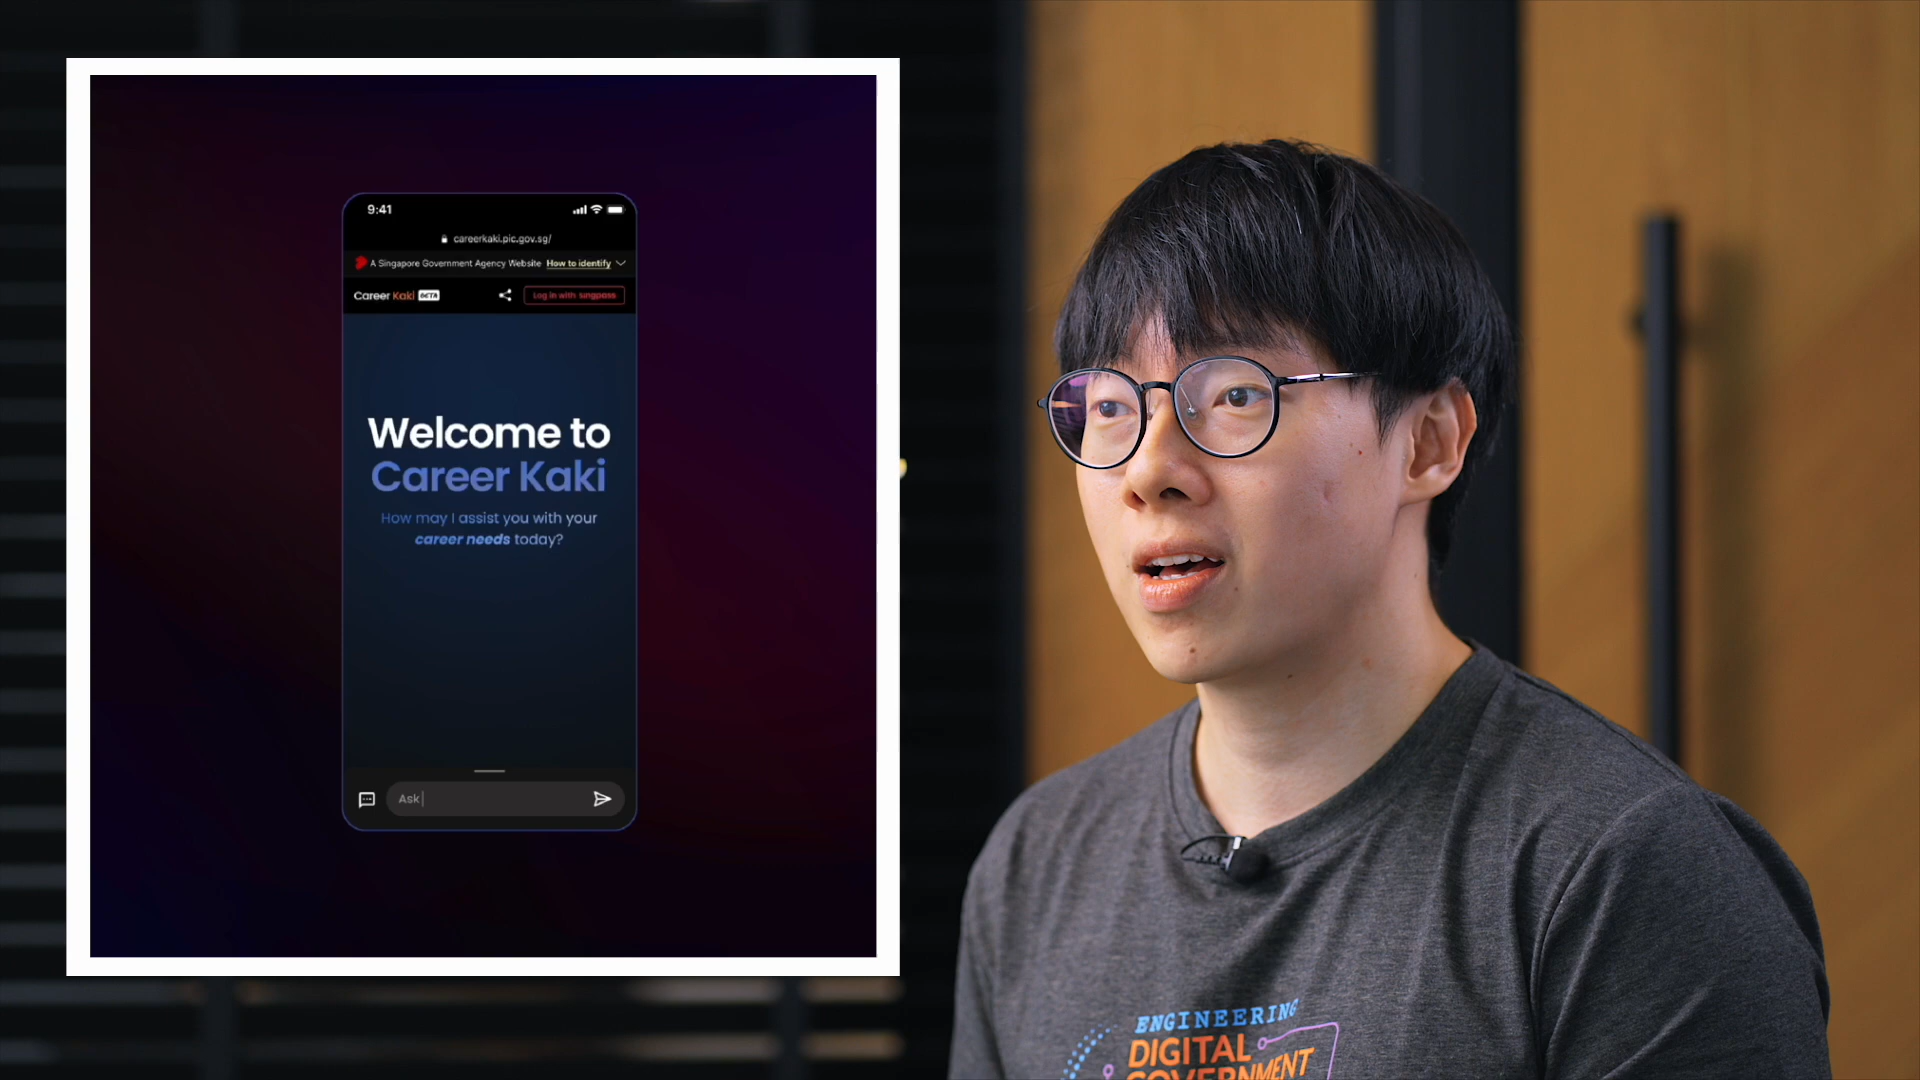 9:41
careerkaki.pic.gov.sg/
A Singapore Government Agency Website How to identify
Career Kaki BETA
Log in with singpass
Welcome to
Career Kaki
How may I assist you with your
career needs today?
Ask
ENGINEERING
DIGITAL
GOVERNMENT